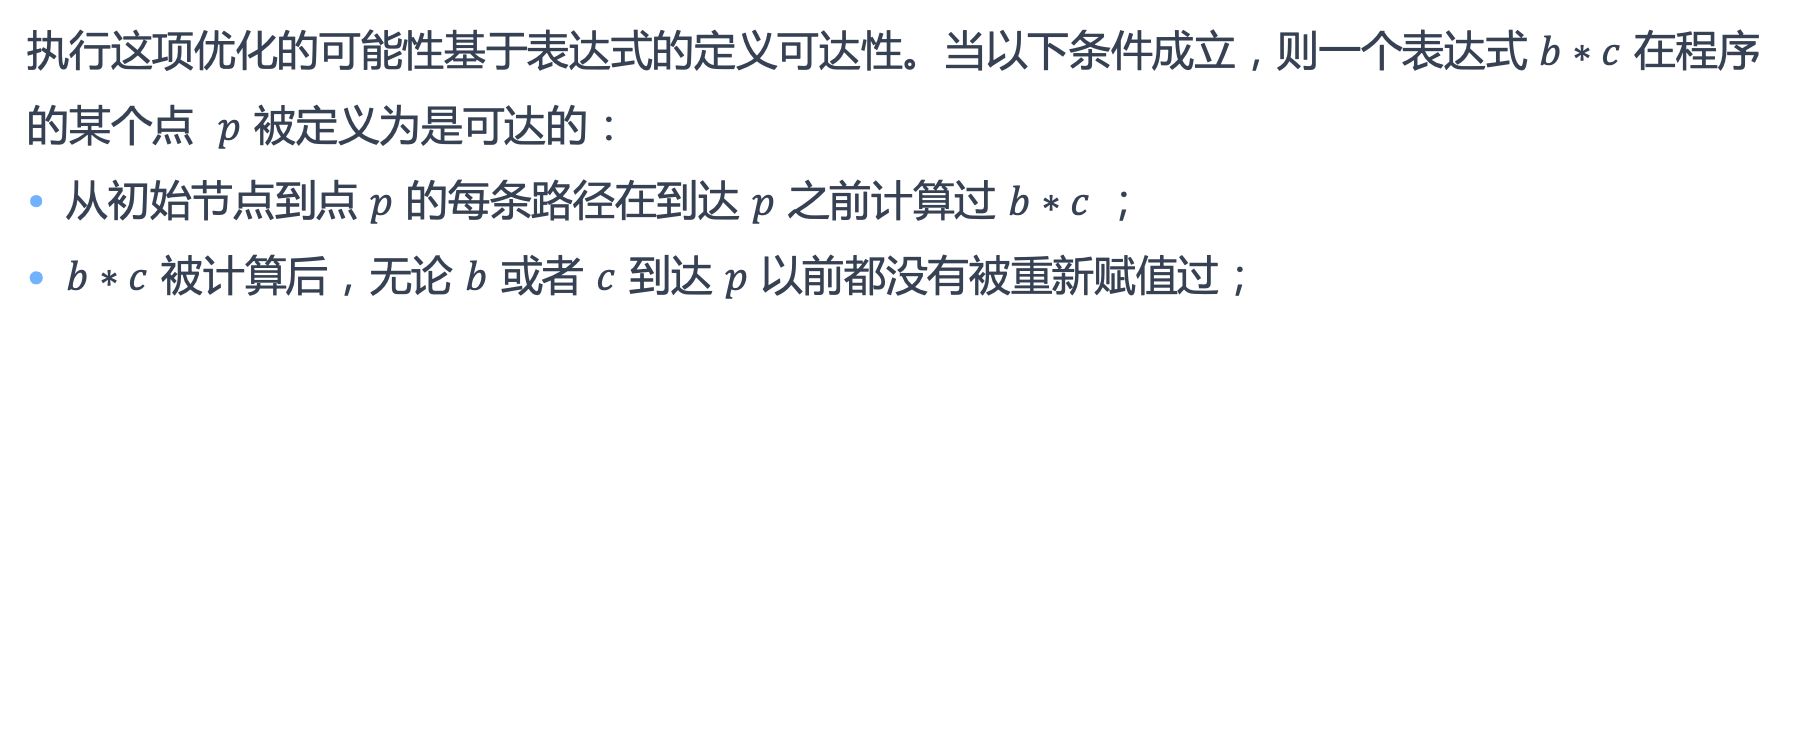 执行这项优化的可能性基于表达式的定义可达性。当以下条件成立，则一个表达式 b ∗ c 在程序
的某个点 p 被定义为是可达的：
• 从初始节点到点 p 的每条路径在到达 p 之前计算过 b ∗ c ；
• b ∗ c 被计算后，无论 b 或者 c 到达 p 以前都没有被重新赋值过；